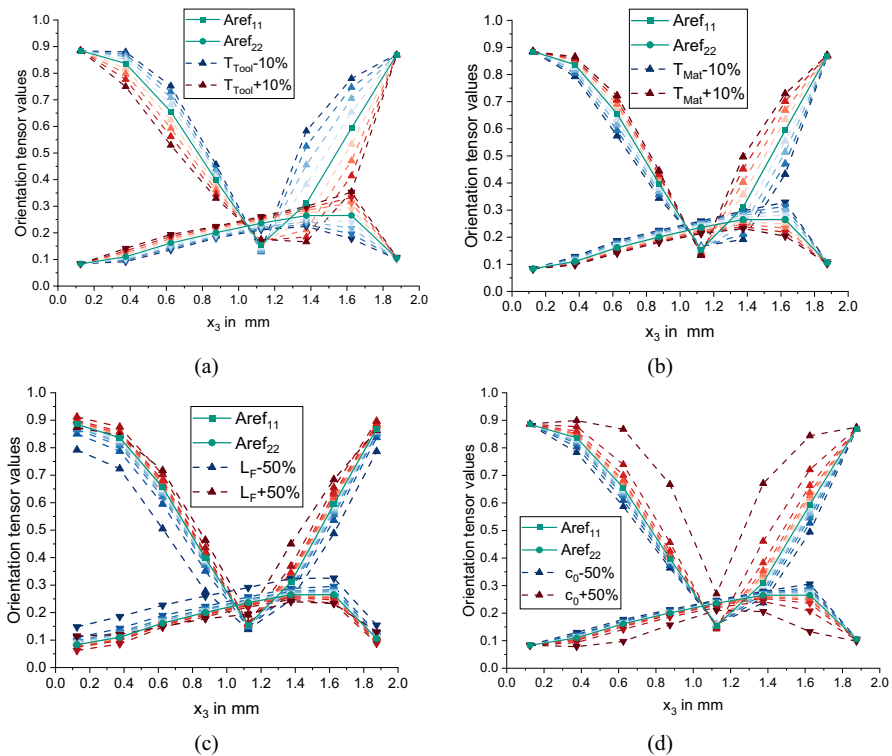 Aref11
Aref22
TTool-10%
TTool+10%
Orientation tensor values
1.0
0.9
0.8
0.7
0.6
0.5
0.4
0.3
0.2
0.1
0.0
0.0 0.2 0.4 0.6 0.8 1.0 1.2 1.4 1.6 1.8 2.0
x3 in mm
(a)
Aref11
Aref22
TMat-10%
TMat+10%
Orientation tensor values
1.0
0.9
0.8
0.7
0.6
0.5
0.4
0.3
0.2
0.1
0.0
0.0 0.2 0.4 0.6 0.8 1.0 1.2 1.4 1.6 1.8 2.0
x3 in mm
(b)
Aref11
Aref22
LF-50%
LF+50%
Orientation tensor values
1.0
0.9
0.8
0.7
0.6
0.5
0.4
0.3
0.2
0.1
0.0
0.0 0.2 0.4 0.6 0.8 1.0 1.2 1.4 1.6 1.8 2.0
x3 in mm
(c)
Aref11
Aref22
c0-50%
c0+50%
Orientation tensor values
1.0
0.9
0.8
0.7
0.6
0.5
0.4
0.3
0.2
0.1
0.0
0.0 0.2 0.4 0.6 0.8 1.0 1.2 1.4 1.6 1.8 2.0
x3 in mm
(d)